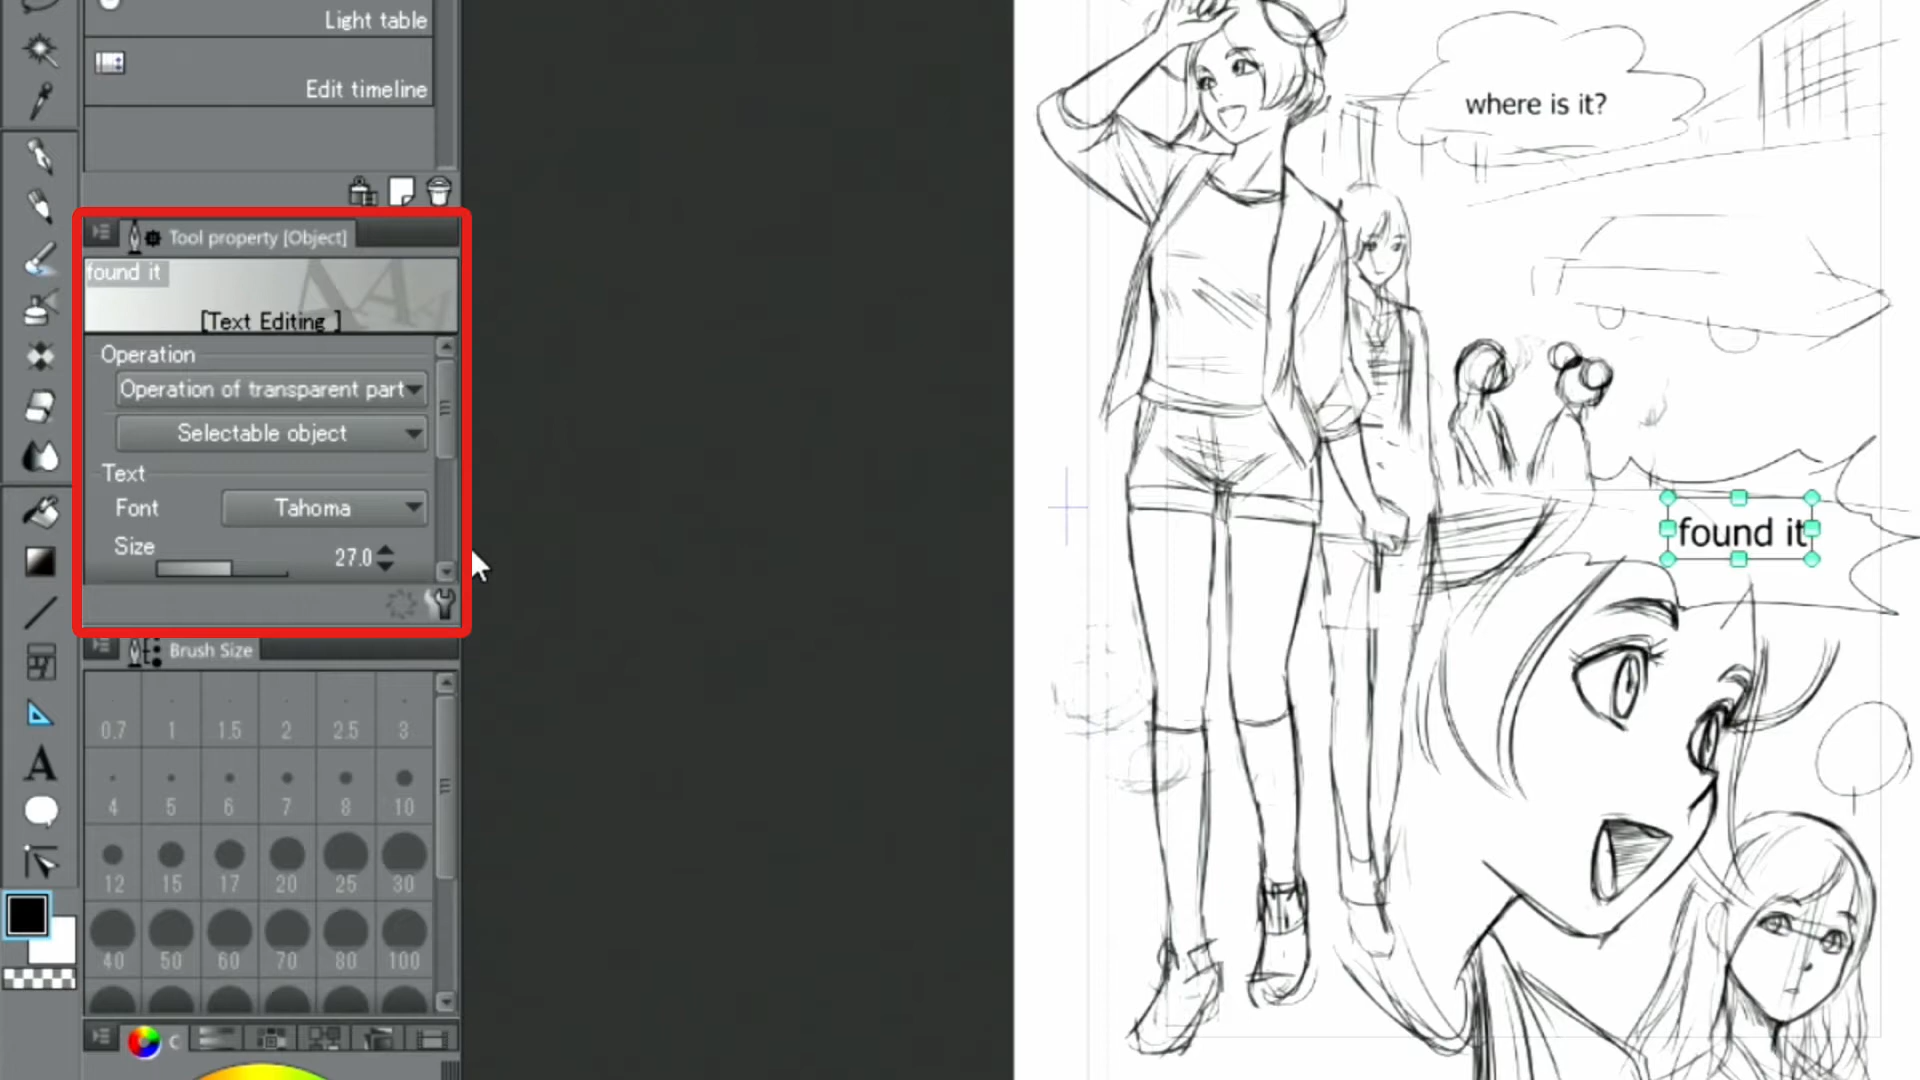 Light table
Edit timeline
Tool property [Object]
found it
[Text Editing ]
Operation
Operation of transparent part
Selectable object
Text
Font Tahoma
Size 27.0
Brush Size
0.7 1 1.5 2 2.5 3
4 5 6 7 8 10
12 15 17 20 25 30
40 50 60 70 80 100
C
A
where is it?
found it